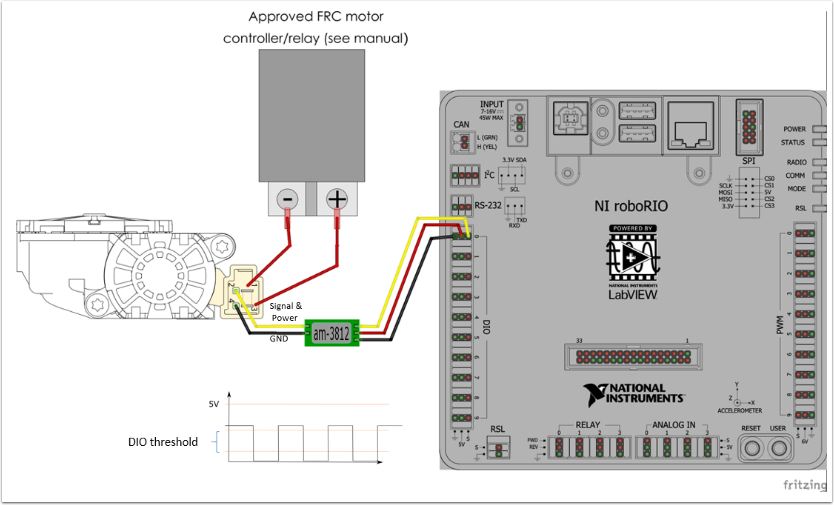 Approved FRC motor
controller/relay (see manual)
-
+
Signal &
Power
GND
am-3812
5V
DIO threshold
INPUT
7-16V
45W MAX
CAN
L (GRN)
H (YEL)
I²C
3.3V SDA
SCL
RS-232
TXD
RXD
SPI
SCLK
MOSI
MISO
3.3V
CS0
CS1
5V
CS2
CS3
POWER
STATUS
RADIO
COMM
MODE
RSL
NI roboRIO
POWERED BY
NATIONAL INSTRUMENTS
LabVIEW
DIO
0
1
2
3
4
5
6
7
8
9
S
5V
PWM
0
1
2
3
4
5
6
7
8
9
S
6V
33
1
NATIONAL
INSTRUMENTS
Y
Z
X
ACCELEROMETER
RSL
S
RELAY
0 1 2 3
FWD
REV
ANALOG IN
0 1 2 3
S
5V
RESET
USER
fritzing